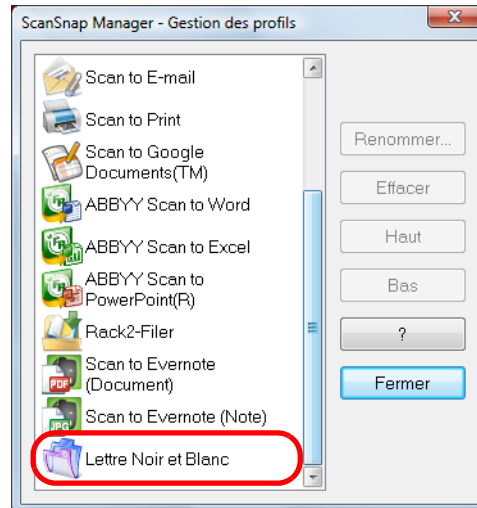 ScanSnap Manager - Gestion des profils
Scan to E-mail
Scan to Print
Scan to Google
Documents(TM)
ABBYY Scan to Word
ABBYY Scan to Excel
ABBYY Scan to
PowerPoint(R)
Rack2-Filer
PDF
Scan to Evernote
(Document)
JPG
Scan to Evernote (Note)
Lettre Noir et Blanc
Renommer...
Effacer
Haut
Bas
?
Fermer